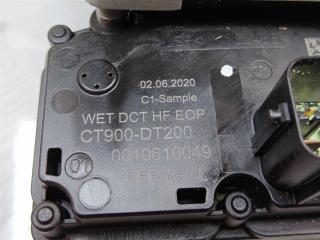 02.06.2020
C1-Sample
WET DCT HF EOP
CT900-DT200
0010610049